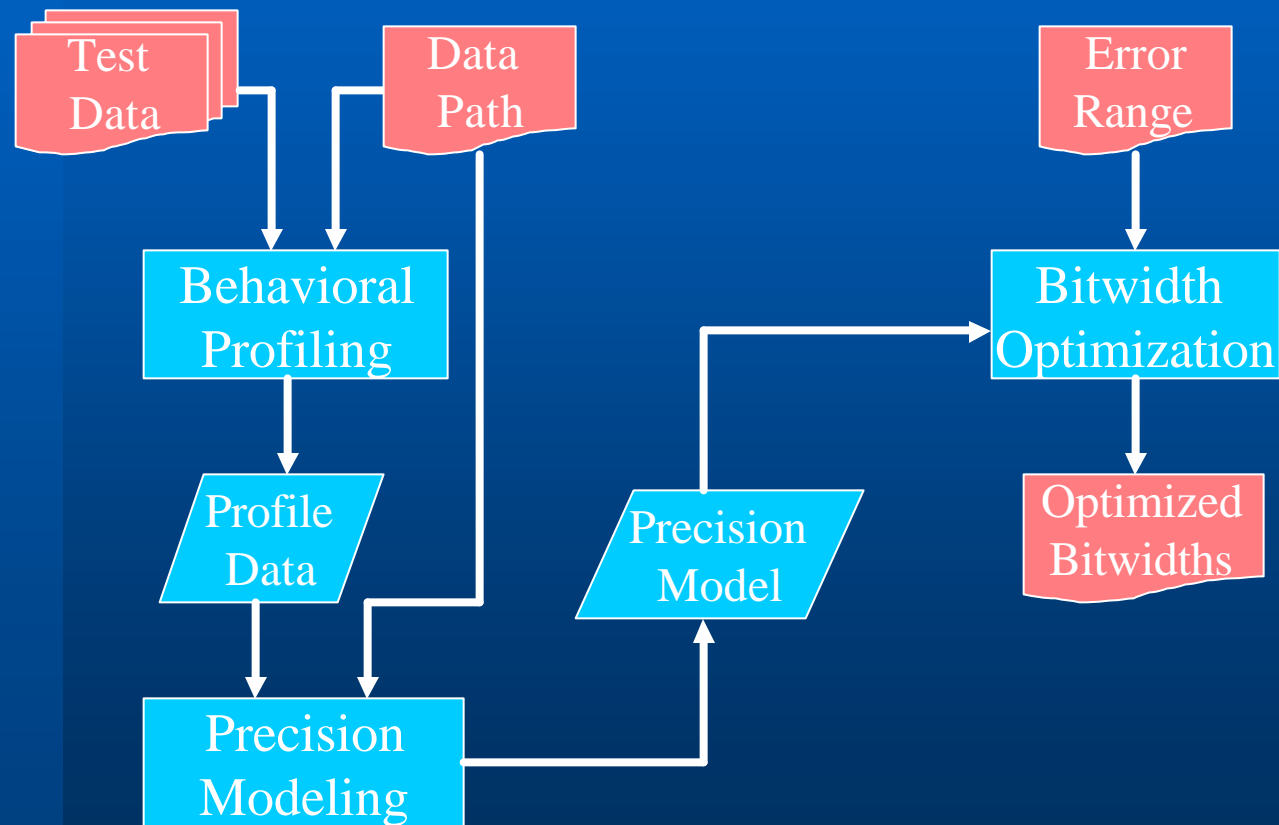 Test
Data
Data
Path
Error
Range
Behavioral
Profiling
Bitwidth
Optimization
Profile
Data
Precision
Model
Optimized
Bitwidths
Precision
Modeling